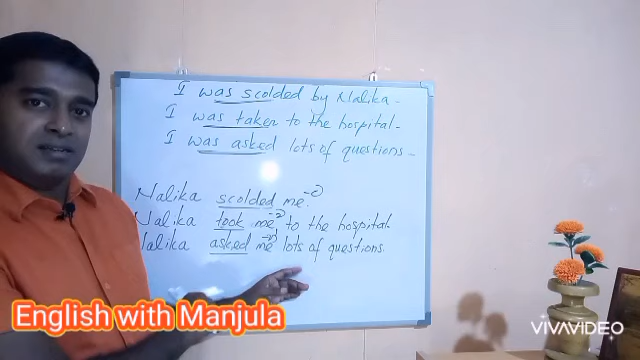 I was scolded by Nalika.
I was taken to the hospital.
I was asked lots of questions.
Nalika scolded me.
Nalika took me to the hospital.
Nalika asked me lots of questions.
English with Manjula
VIVAVIDEO